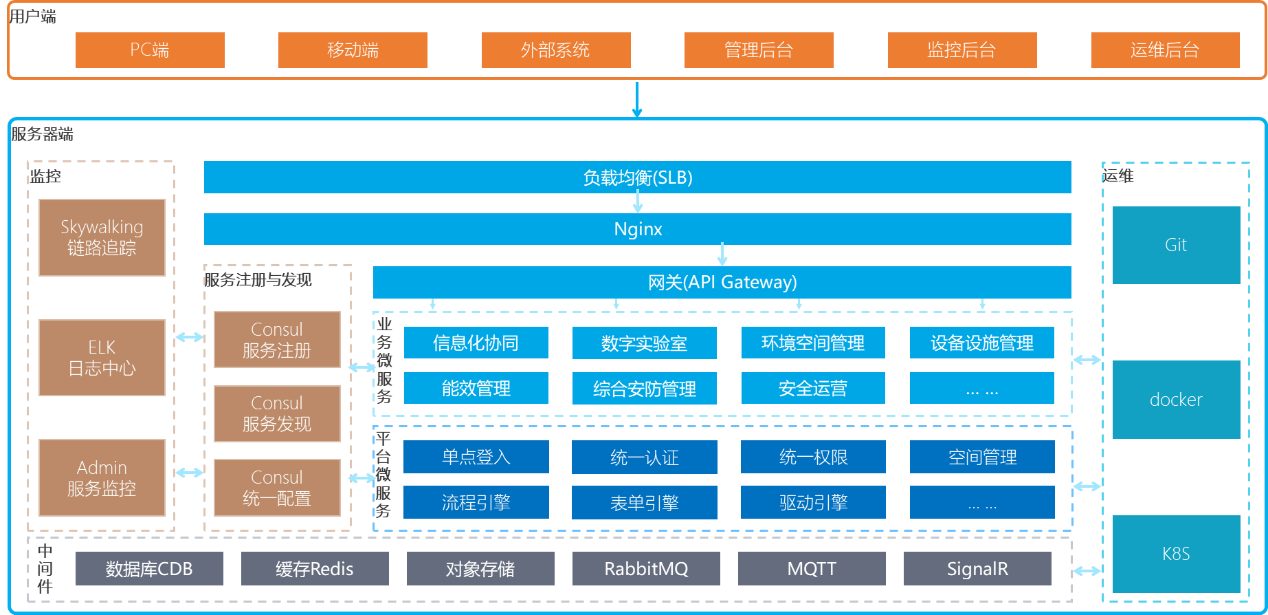 用户端
PC端
移动端
外部系统
管理后台
监控后台
运维后台
服务器端
监控
Skywalking
链路追踪
ELK
日志中心
Admin
服务监控
负载均衡(SLB)
Nginx
网关(API Gateway)
服务注册与发现
Consul
服务注册
Consul
服务发现
Consul
统一配置
业务微服务
信息化协同
数字实验室
环境空间管理
设备设施管理
能效管理
综合安防管理
安全运营
... ...
平台微服务
单点登入
统一认证
统一权限
空间管理
流程引擎
表单引擎
驱动引擎
... ...
运维
Git
docker
K8S
中间件
数据库CDB
缓存Redis
对象存储
RabbitMQ
MQTT
SignalR